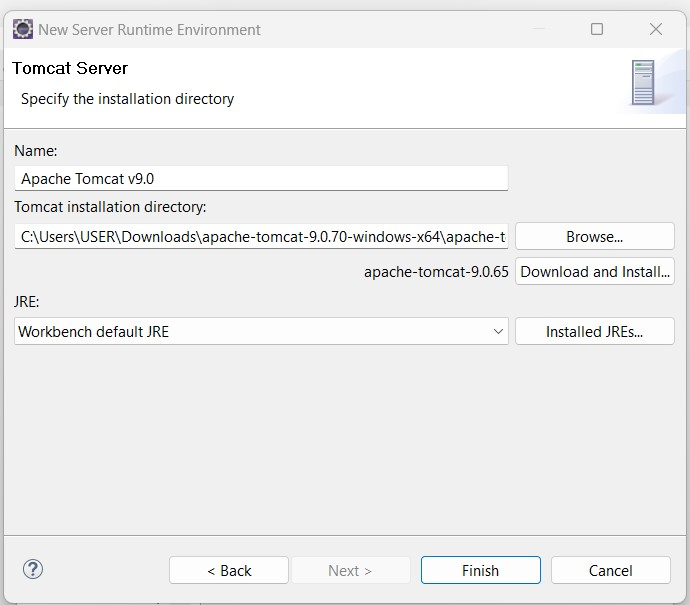 New Server Runtime Environment
Tomcat Server
Specify the installation directory
Name:
Apache Tomcat v9.0
Tomcat installation directory:
C:\Users\USER\Downloads\apache-tomcat-9.0.70-windows-x64\apache-t
Browse...
apache-tomcat-9.0.65
Download and Install...
JRE:
Workbench default JRE
Installed JREs...
?
< Back
Next >
Finish
Cancel